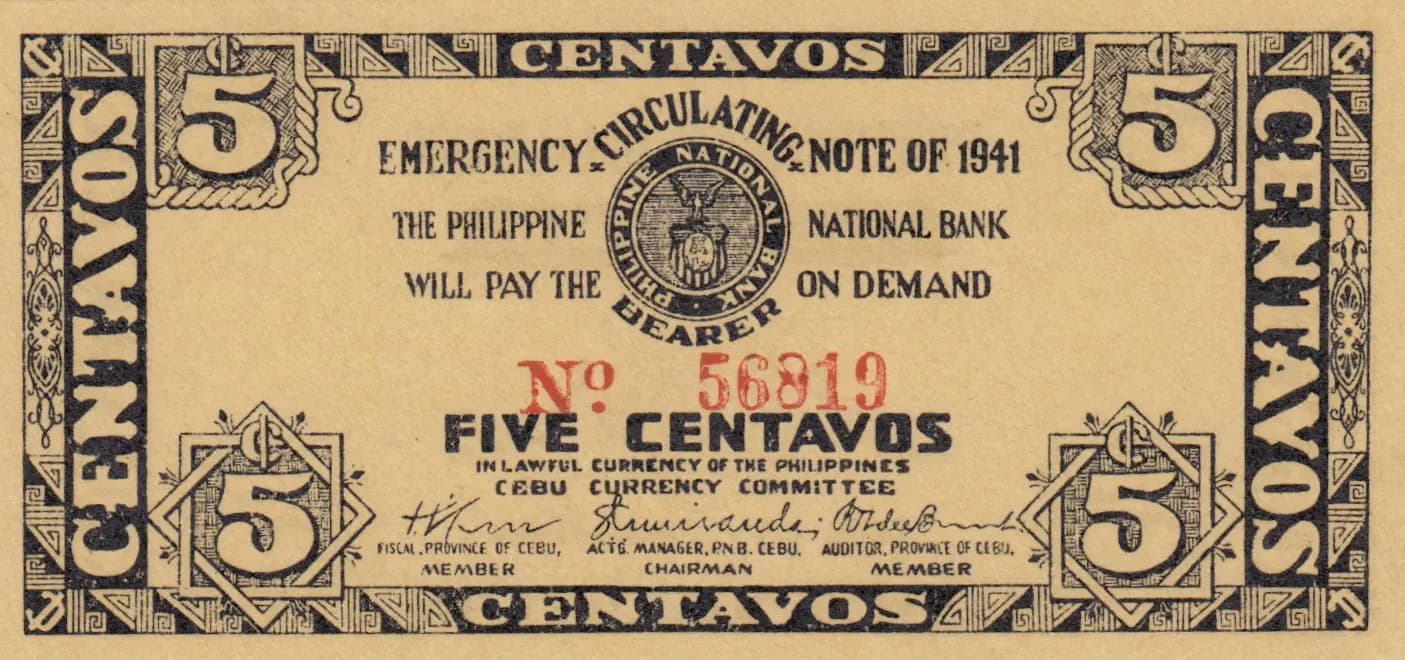 CENTAVOS
5 5
CENTAVOS
CENTAVOS
EMERGENCY CIRCULATING NOTE OF 1941
PHILIPPINE NATIONAL BANK
THE PHILIPPINE NATIONAL BANK
WILL PAY THE BEARER ON DEMAND
No. 56819
FIVE CENTAVOS
IN LAWFUL CURRENCY OF THE PHILIPPINES
CEBU CURRENCY COMMITTEE
5 5
FISCAL, PROVINCE OF CEBU, ACTG. MANAGER, P.N.B. CEBU, AUDITOR, PROVINCE OF CEBU,
MEMBER CHAIRMAN MEMBER
CENTAVOS